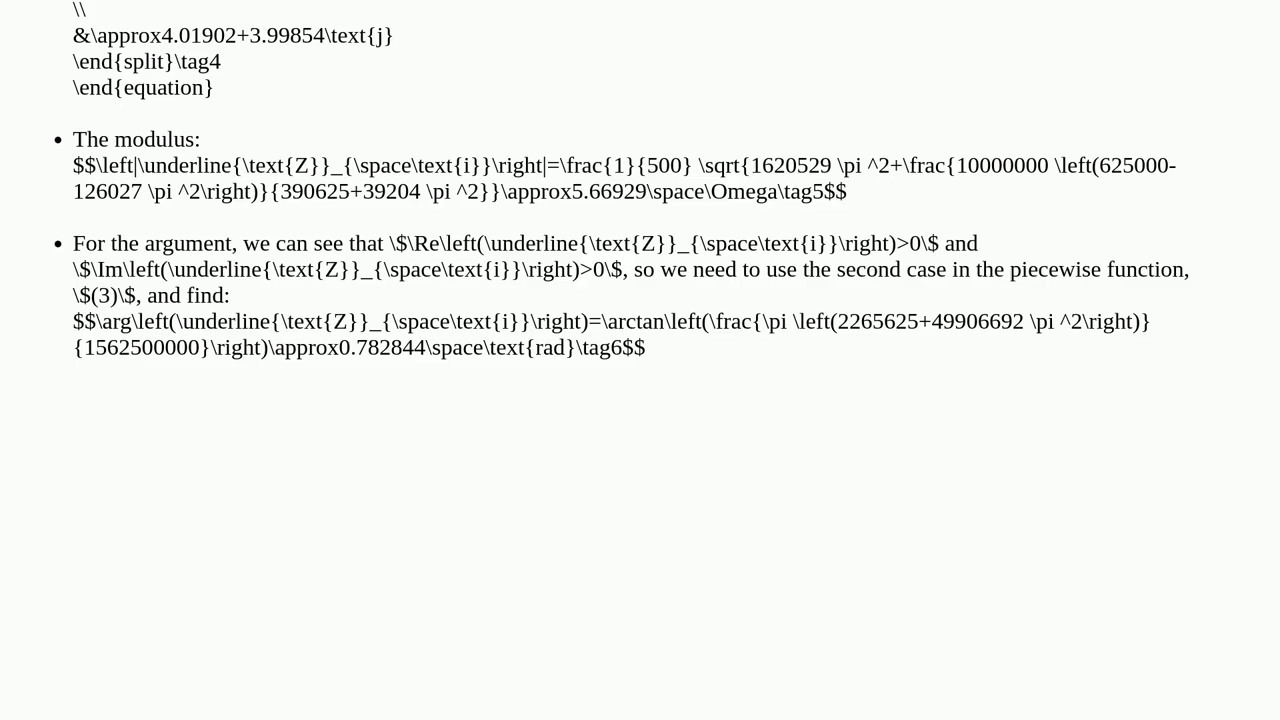 \\
&\approx4.01902+3.99854\text{j}
\end{split}\tag4
\end{equation}
• The modulus:
$$\left|\underline{\text{Z}}_{\space\text{i}}\right|=\frac{1}{500} \sqrt{1620529 \pi ^2+\frac{10000000 \left(625000-
126027 \pi ^2\right)}{390625+39204 \pi ^2}}\approx5.66929\space\Omega\tag5$$
• For the argument, we can see that \$\Re\left(\underline{\text{Z}}_{\space\text{i}}\right)>0\$ and
\$\Im\left(\underline{\text{Z}}_{\space\text{i}}\right)>0\$, so we need to use the second case in the piecewise function,
\$(3)\$, and find:
$$\arg\left(\underline{\text{Z}}_{\space\text{i}}\right)=\arctan\left(\frac{\pi \left(2265625+49906692 \pi ^2\right)}
{1562500000}\right)\approx0.782844\space\text{rad}\tag6$$